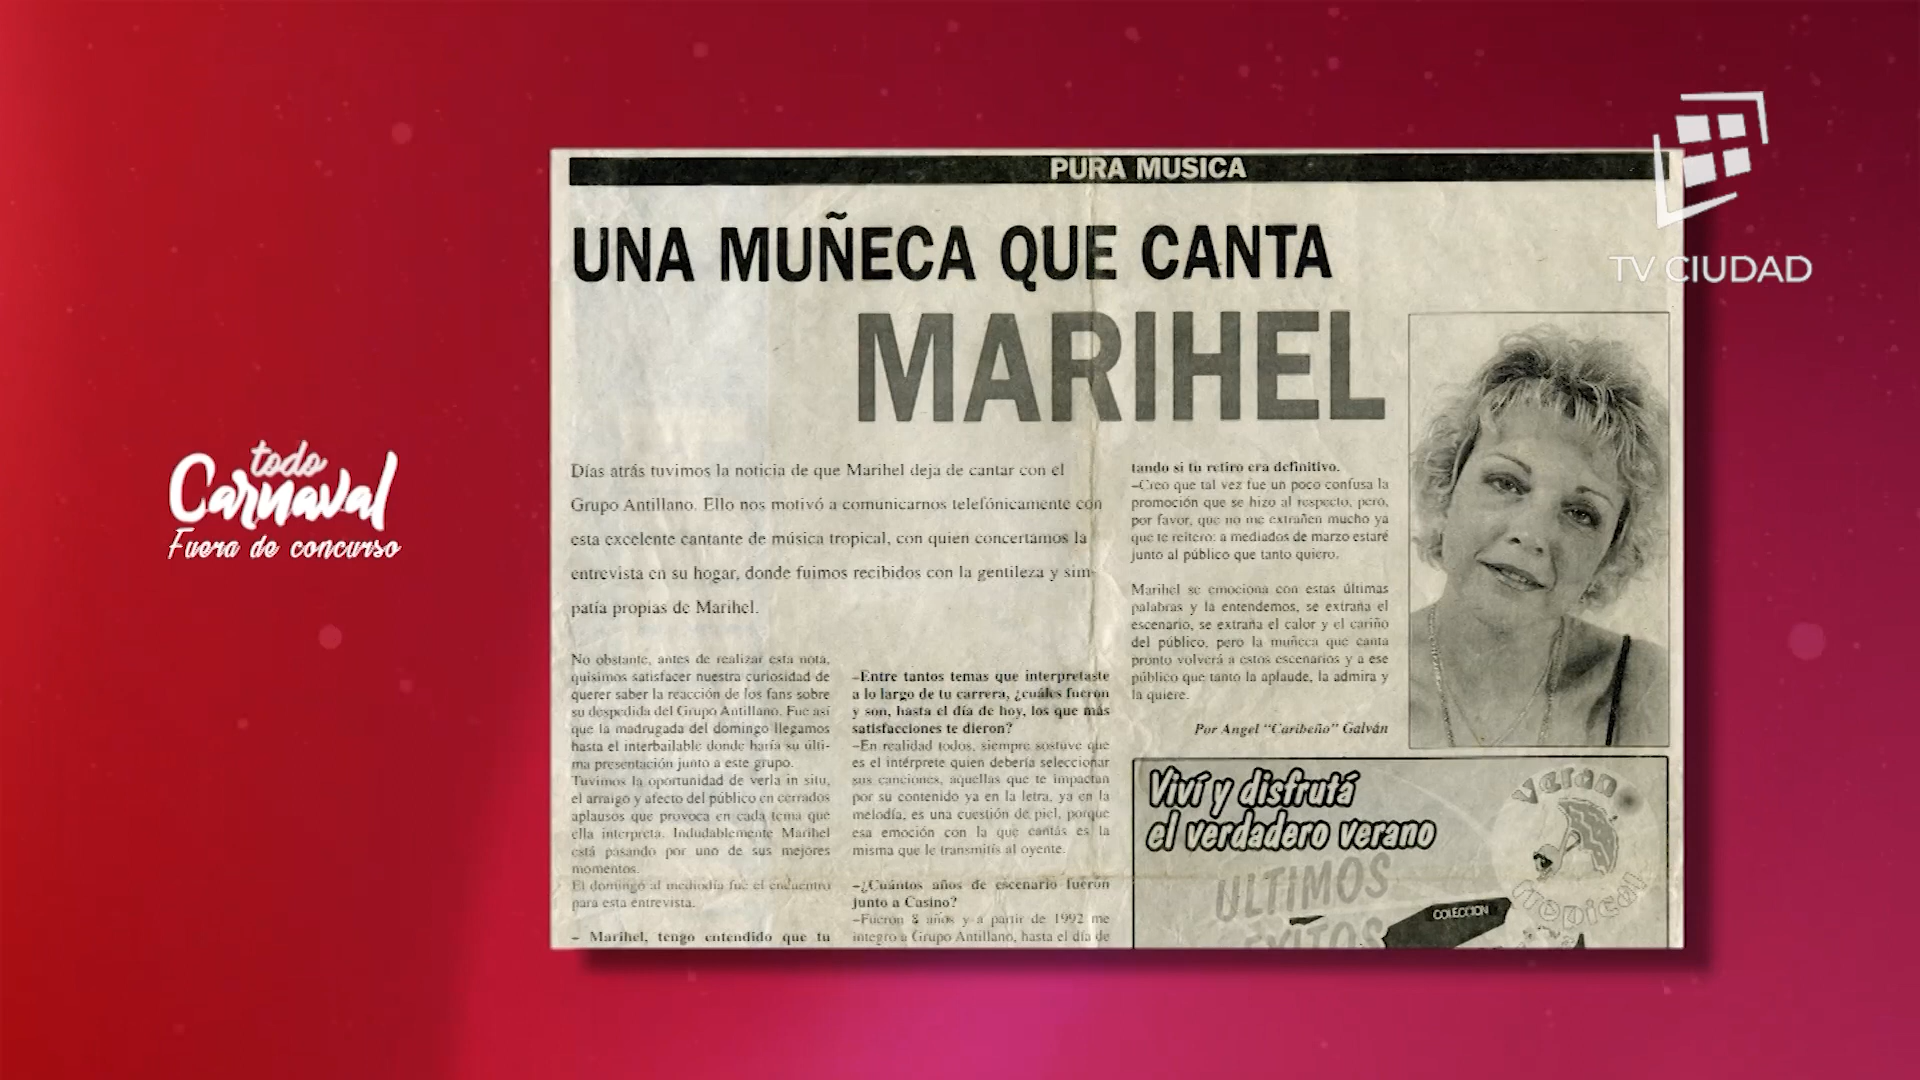 TV CIUDAD
todo
Carnaval
Fuera de concurso
PURA MUSICA
UNA MUÑECA QUE CANTA
MARIHEL
Días atrás tuvimos la noticia de que Marihel deja de cantar con el
Grupo Antillano. Ello nos motivó a comunicarnos telefónicamente con
esta excelente cantante de música tropical, con quien concertamos la
entrevista en su hogar, donde fuimos recibidos con la gentileza y sim-
patía propias de Marihel.
No obstante, antes de realizar esta nota,
quisimos satisfacer nuestra curiosidad de
querer saber la reacción de los fans sobre
su despedida del Grupo Antillano. Fue así
que la madrugada del domingo llegamos
hasta el interbailable donde haría su últi-
ma presentación junto a este grupo.
Tuvimos la oportunidad de verla in situ,
el arraigo y afecto del público en cerrados
aplausos que provoca en cada tema que
ella interpreta. Indudablemente Marihel
está pasando por uno de sus mejores
momentos.
El domingo al mediodía fue el encuentro
para esta entrevista.
– Marihel, tengo entendido que tu
–Entre tantos temas que interpretaste
a lo largo de tu carrera, ¿cuáles fueron
y son, hasta el día de hoy, los que más
satisfacciones te dieron?
–En realidad todos, siempre sostuve que
es el intérprete quien debería seleccionar
sus canciones, aquellas que te impactan
por su contenido ya en la letra, ya en la
melodía, es una cuestión de piel, porque
esa emoción con la que cantás es la
misma que le transmitís al oyente.
–¿Cuántos años de escenario fueron
junto a Casino?
–Fueron 8 años y a partir de 1992 me
integro a Grupo Antillano, hasta el día de
tando si tu retiro era definitivo.
–Creo que tal vez fue un poco confusa la
promoción que se hizo al respecto, pero,
por favor, que no me extrañen mucho ya
que te reitero: a mediados de marzo estaré
junto al público que tanto quiero.
Marihel se emociona con estas últimas
palabras y la entendemos, se extraña el
escenario, se extraña el calor y el cariño
del público, pero la muñeca que canta
pronto volverá a estos escenarios y a ese
público que tanto la aplaude, la admira y
la quiere.
Por Angel “Caribeño” Galván
Viví y disfrutá
el verdadero verano
Verano
Tropical
ULTIMOS
EXITOS
COLECCION